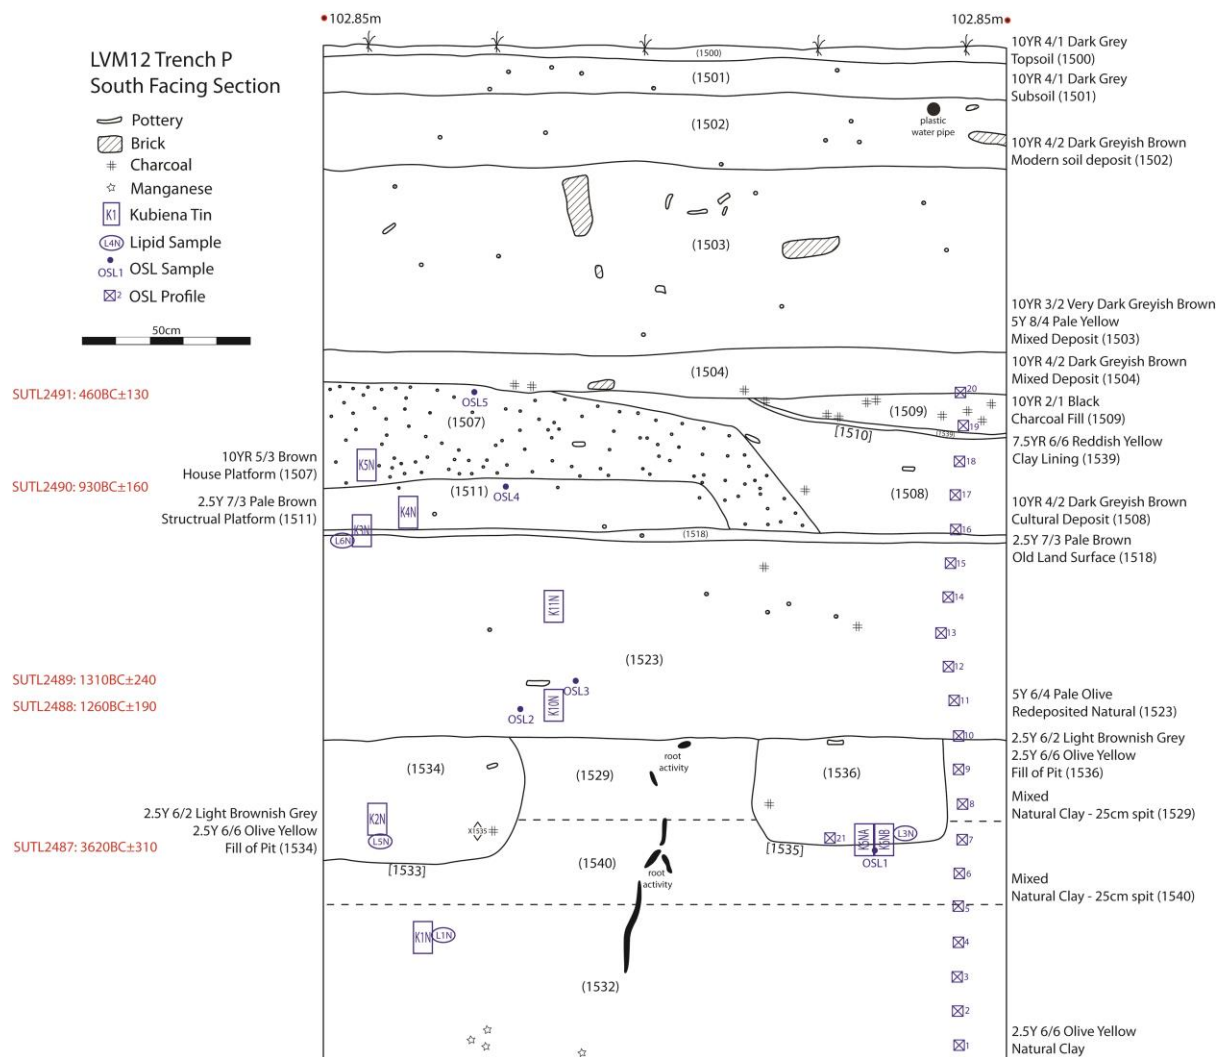 102.85m
102.85m
LVM12 Trench P
South Facing Section
Pottery
Brick
Charcoal
Manganese
K1 Kubiena Tin
L4N Lipid Sample
OSL1 OSL Sample
2 OSL Profile
50cm
(1500)
(1501)
(1502)
plastic
water pipe
(1503)
(1504)
10YR 4/1 Dark Grey
Topsoil (1500)
10YR 4/1 Dark Grey
Subsoil (1501)
10YR 4/2 Dark Greyish Brown
Modern soil deposit (1502)
10YR 3/2 Very Dark Greyish Brown
5Y 8/4 Pale Yellow
Mixed Deposit (1503)
10YR 4/2 Dark Greyish Brown
Mixed Deposit (1504)
10YR 2/1 Black
Charcoal Fill (1509)
7.5YR 6/6 Reddish Yellow
Clay Lining (1539)
10YR 4/2 Dark Greyish Brown
Cultural Deposit (1508)
2.5Y 7/3 Pale Brown
Old Land Surface (1518)
SUTL2491: 460BC±130
10YR 5/3 Brown
House Platform (1507)
SUTL2490: 930BC±160
2.5Y 7/3 Pale Brown
Structrual Platform (1511)
OSL5
(1507)
K5N
(1511)
OSL4
K4N
K3N
L6N
(1518)
(1509)
[1510]
(1539)
(1508)
20
19
18
17
16
15
14
13
12
11
10
9
8
7
6
5
4
3
2
1
K11N
(1523)
SUTL2489: 1310BC±240
SUTL2488: 1260BC±190
OSL3
K10N
OSL2
5Y 6/4 Pale Olive
Redeposited Natural (1523)
2.5Y 6/2 Light Brownish Grey
2.5Y 6/6 Olive Yellow
Fill of Pit (1536)
Mixed
Natural Clay - 25cm spit (1529)
Mixed
Natural Clay - 25cm spit (1540)
2.5Y 6/6 Olive Yellow
Natural Clay
(1534)
(1529)
root
activity
(1536)
2.5Y 6/2 Light Brownish Grey
2.5Y 6/6 Olive Yellow
Fill of Pit (1534)
SUTL2487: 3620BC±310
K2N
L5N
X1535
[1533]
(1540)
root
activity
21
[1535]
K6NA
K6NB
L3N
OSL1
K1N
L1N
(1532)